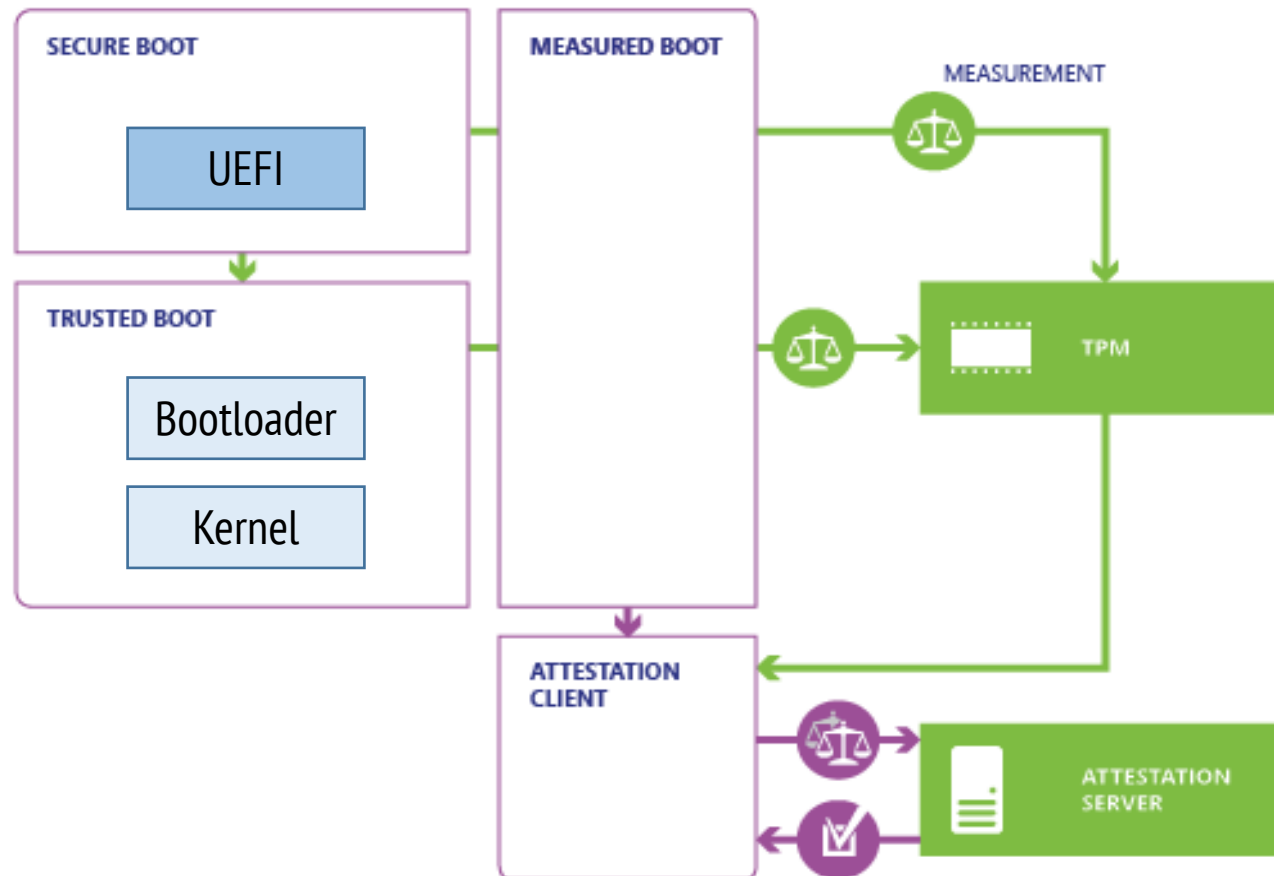 SECURE BOOT
UEFI
TRUSTED BOOT
Bootloader
Kernel
MEASURED BOOT
MEASUREMENT
TPM
ATTESTATION
CLIENT
ATTESTATION
SERVER